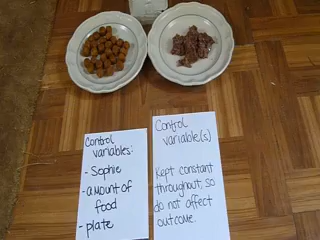 Control
variables:
- Sophie
- amount of
food
- plate
Control
variable(s)
Kept constant
throughout, so
do not affect
outcome.